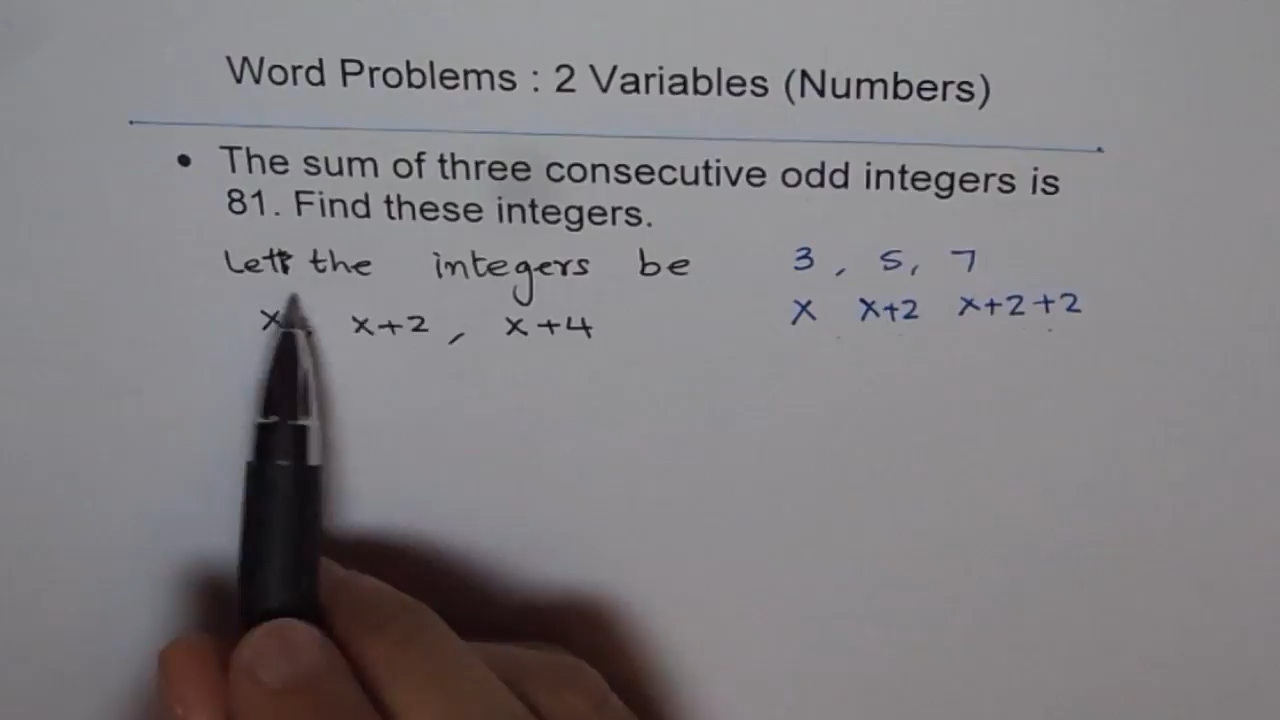 Word Problems : 2 Variables (Numbers)
• The sum of three consecutive odd integers is
81. Find these integers.
Let the integers be 3 , 5, 7
x, x+2 , x+4 x x+2 x+2+2